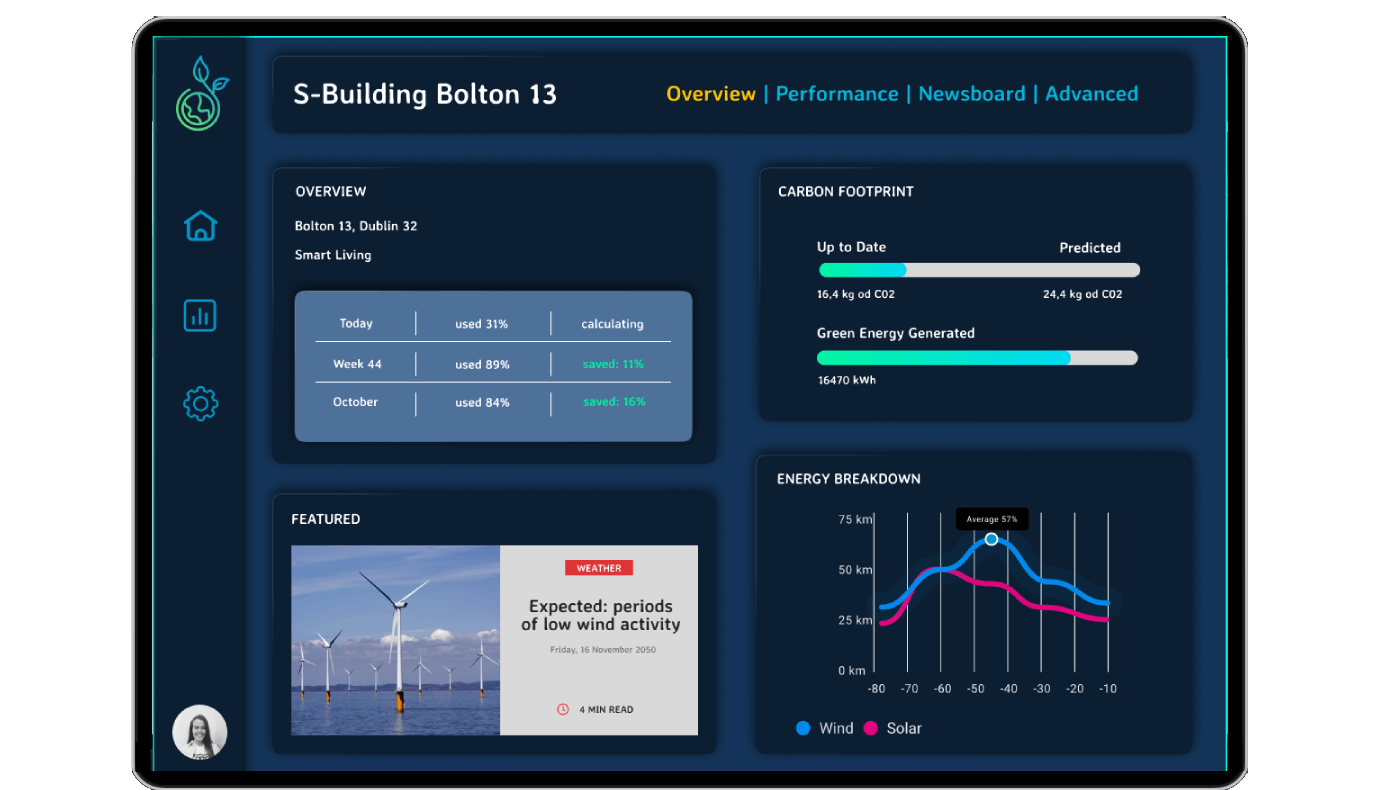 S-Building Bolton 13
Overview | Performance | Newsboard | Advanced
OVERVIEW
Bolton 13, Dublin 32
Smart Living
Today used 31% calculating
Week 44 used 89% saved: 11%
October used 84% saved: 16%
CARBON FOOTPRINT
Up to Date Predicted
16,4 kg od C02 24,4 kg od C02
Green Energy Generated
16470 kWh
FEATURED
WEATHER
Expected: periods
of low wind activity
Friday, 16 November 2050
4 MIN READ
ENERGY BREAKDOWN
Average 57%
75 km
50 km
25 km
0 km
-80 -70 -60 -50 -40 -30 -20 -10
Wind Solar